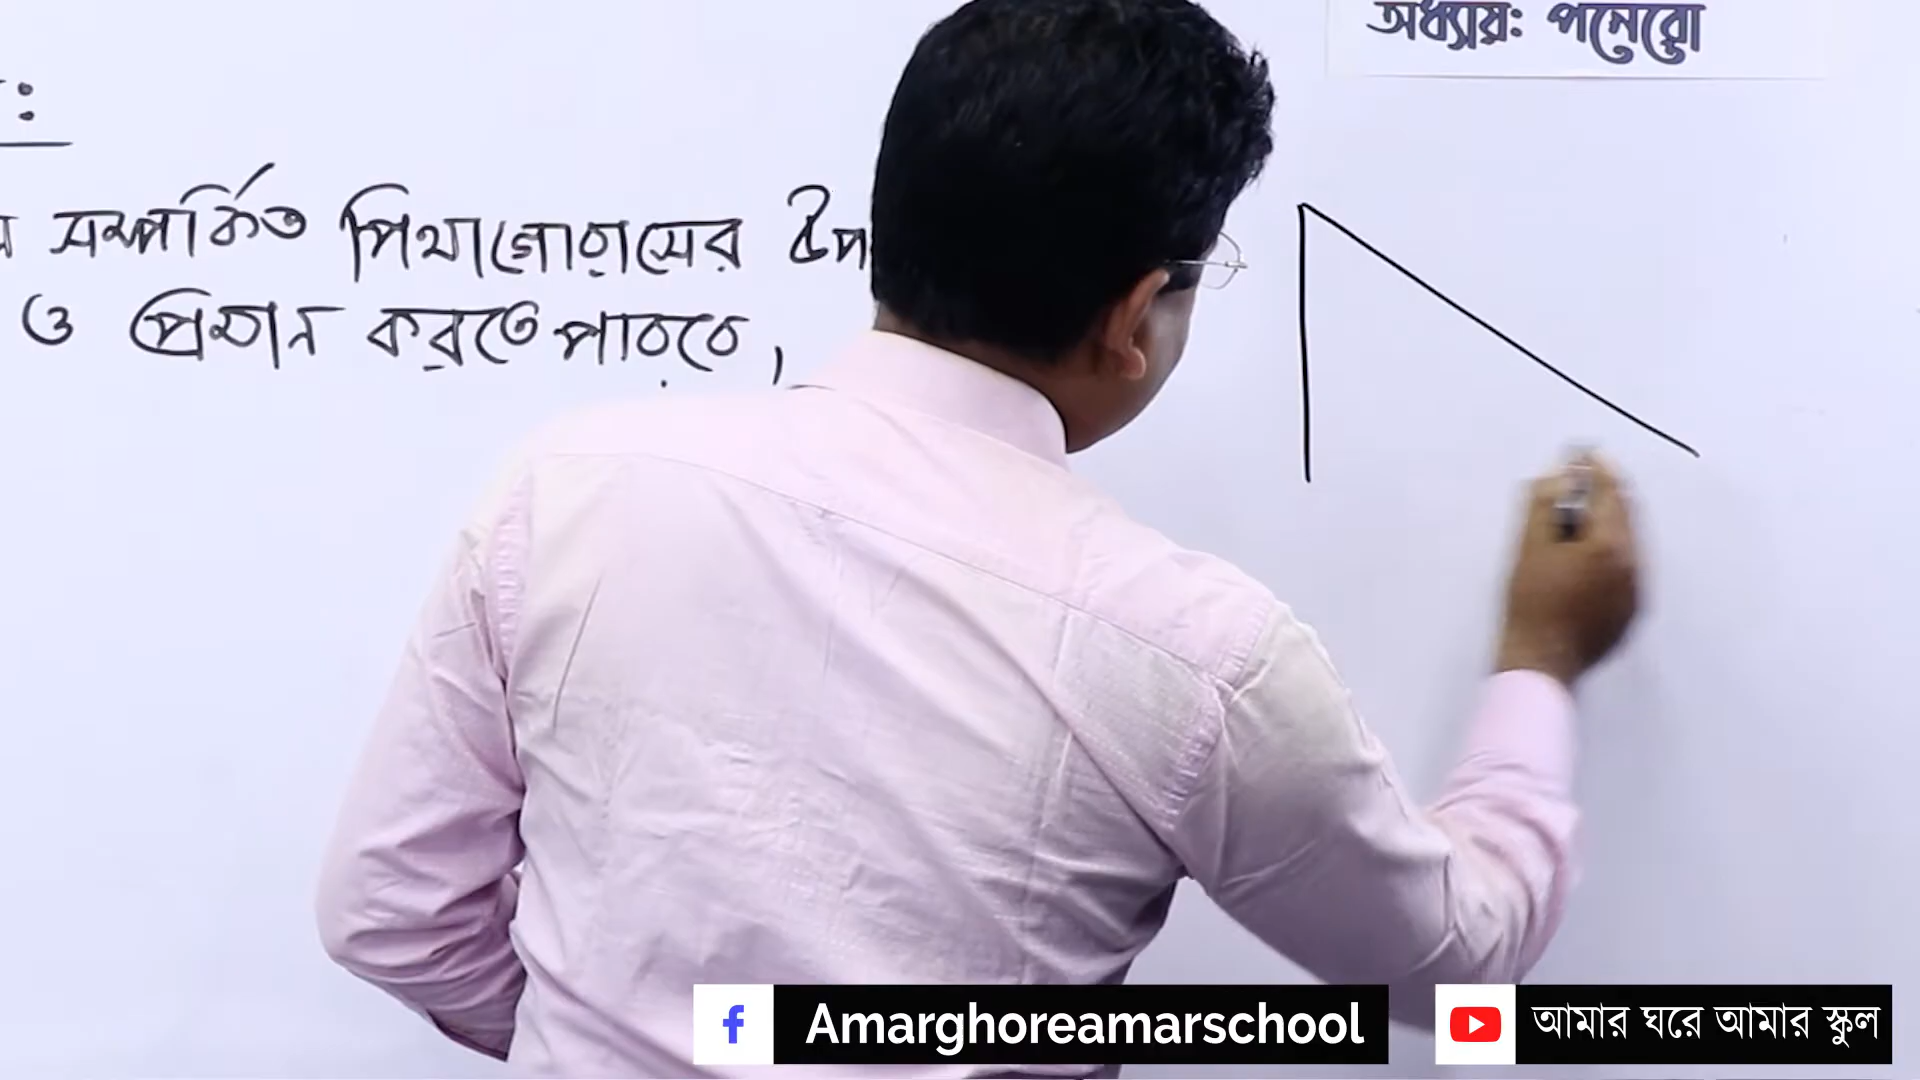 অধ্যায়: পনেরো
:
সম্পর্কিত পিথাগোরাসের উপ
ও প্রমান করতে পারবে,
Amarghoreamarschool
আমার ঘরে আমার স্কুল